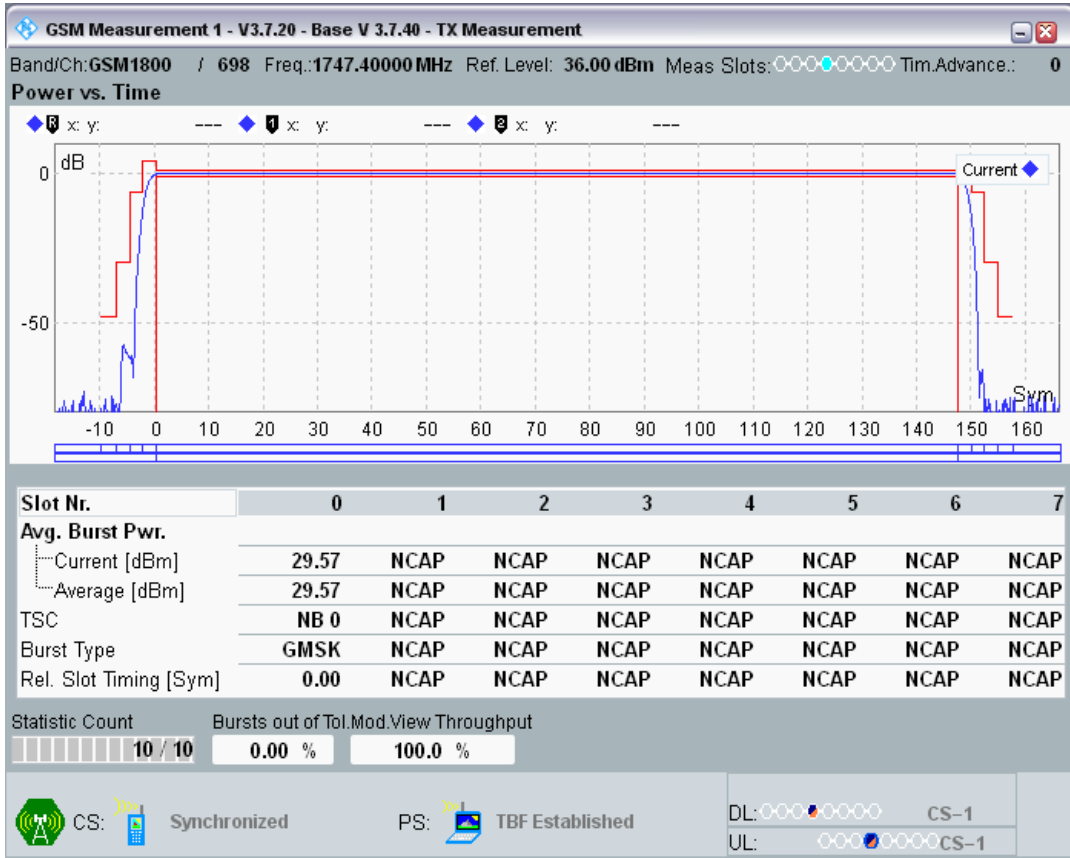 GSM Measurement 1 - V3.7.20 - Base V 3.7.40 - TX Measurement
Band/Ch:GSM1800 / 698 Freq.:1747.40000 MHz Ref. Level: 36.00 dBm Meas Slots: Tim.Advance.: 0
Power vs. Time
R x: y: --- 1 x: y: --- 2 x: y: ---
dB
Current
0
-50
Sym
-10 0 10 20 30 40 50 60 70 80 90 100 110 120 130 140 150 160
Slot Nr. 0 1 2 3 4 5 6 7
Avg. Burst Pwr.
Current [dBm] 29.57 NCAP NCAP NCAP NCAP NCAP NCAP NCAP
Average [dBm] 29.57 NCAP NCAP NCAP NCAP NCAP NCAP NCAP
TSC NB 0 NCAP NCAP NCAP NCAP NCAP NCAP NCAP
Burst Type GMSK NCAP NCAP NCAP NCAP NCAP NCAP NCAP
Rel. Slot Timing [Sym] 0.00 NCAP NCAP NCAP NCAP NCAP NCAP NCAP
Statistic Count Bursts out of Tol.Mod.View Throughput
10 / 10 0.00 % 100.0 %
CS: Synchronized PS: TBF Established
DL: CS-1
UL: CS-1